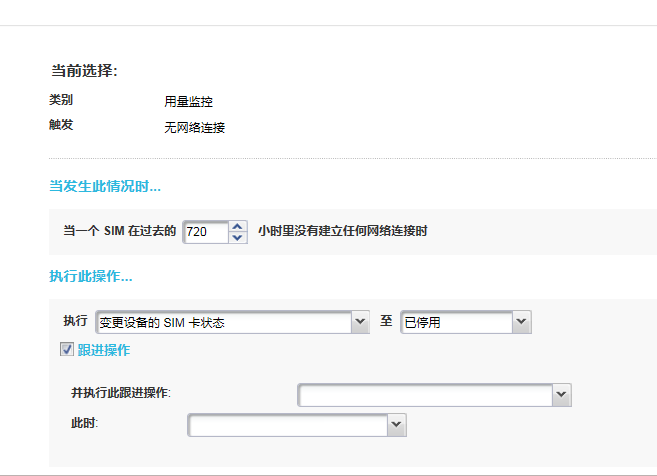 当前选择:
类别 用量监控
触发 无网络连接
当发生此情况时...
当一个 SIM 在过去的 720 小时里没有建立任何网络连接时
执行此操作...
执行 变更设备的 SIM 卡状态 至 已停用
跟进操作
并执行此跟进操作:
此时: